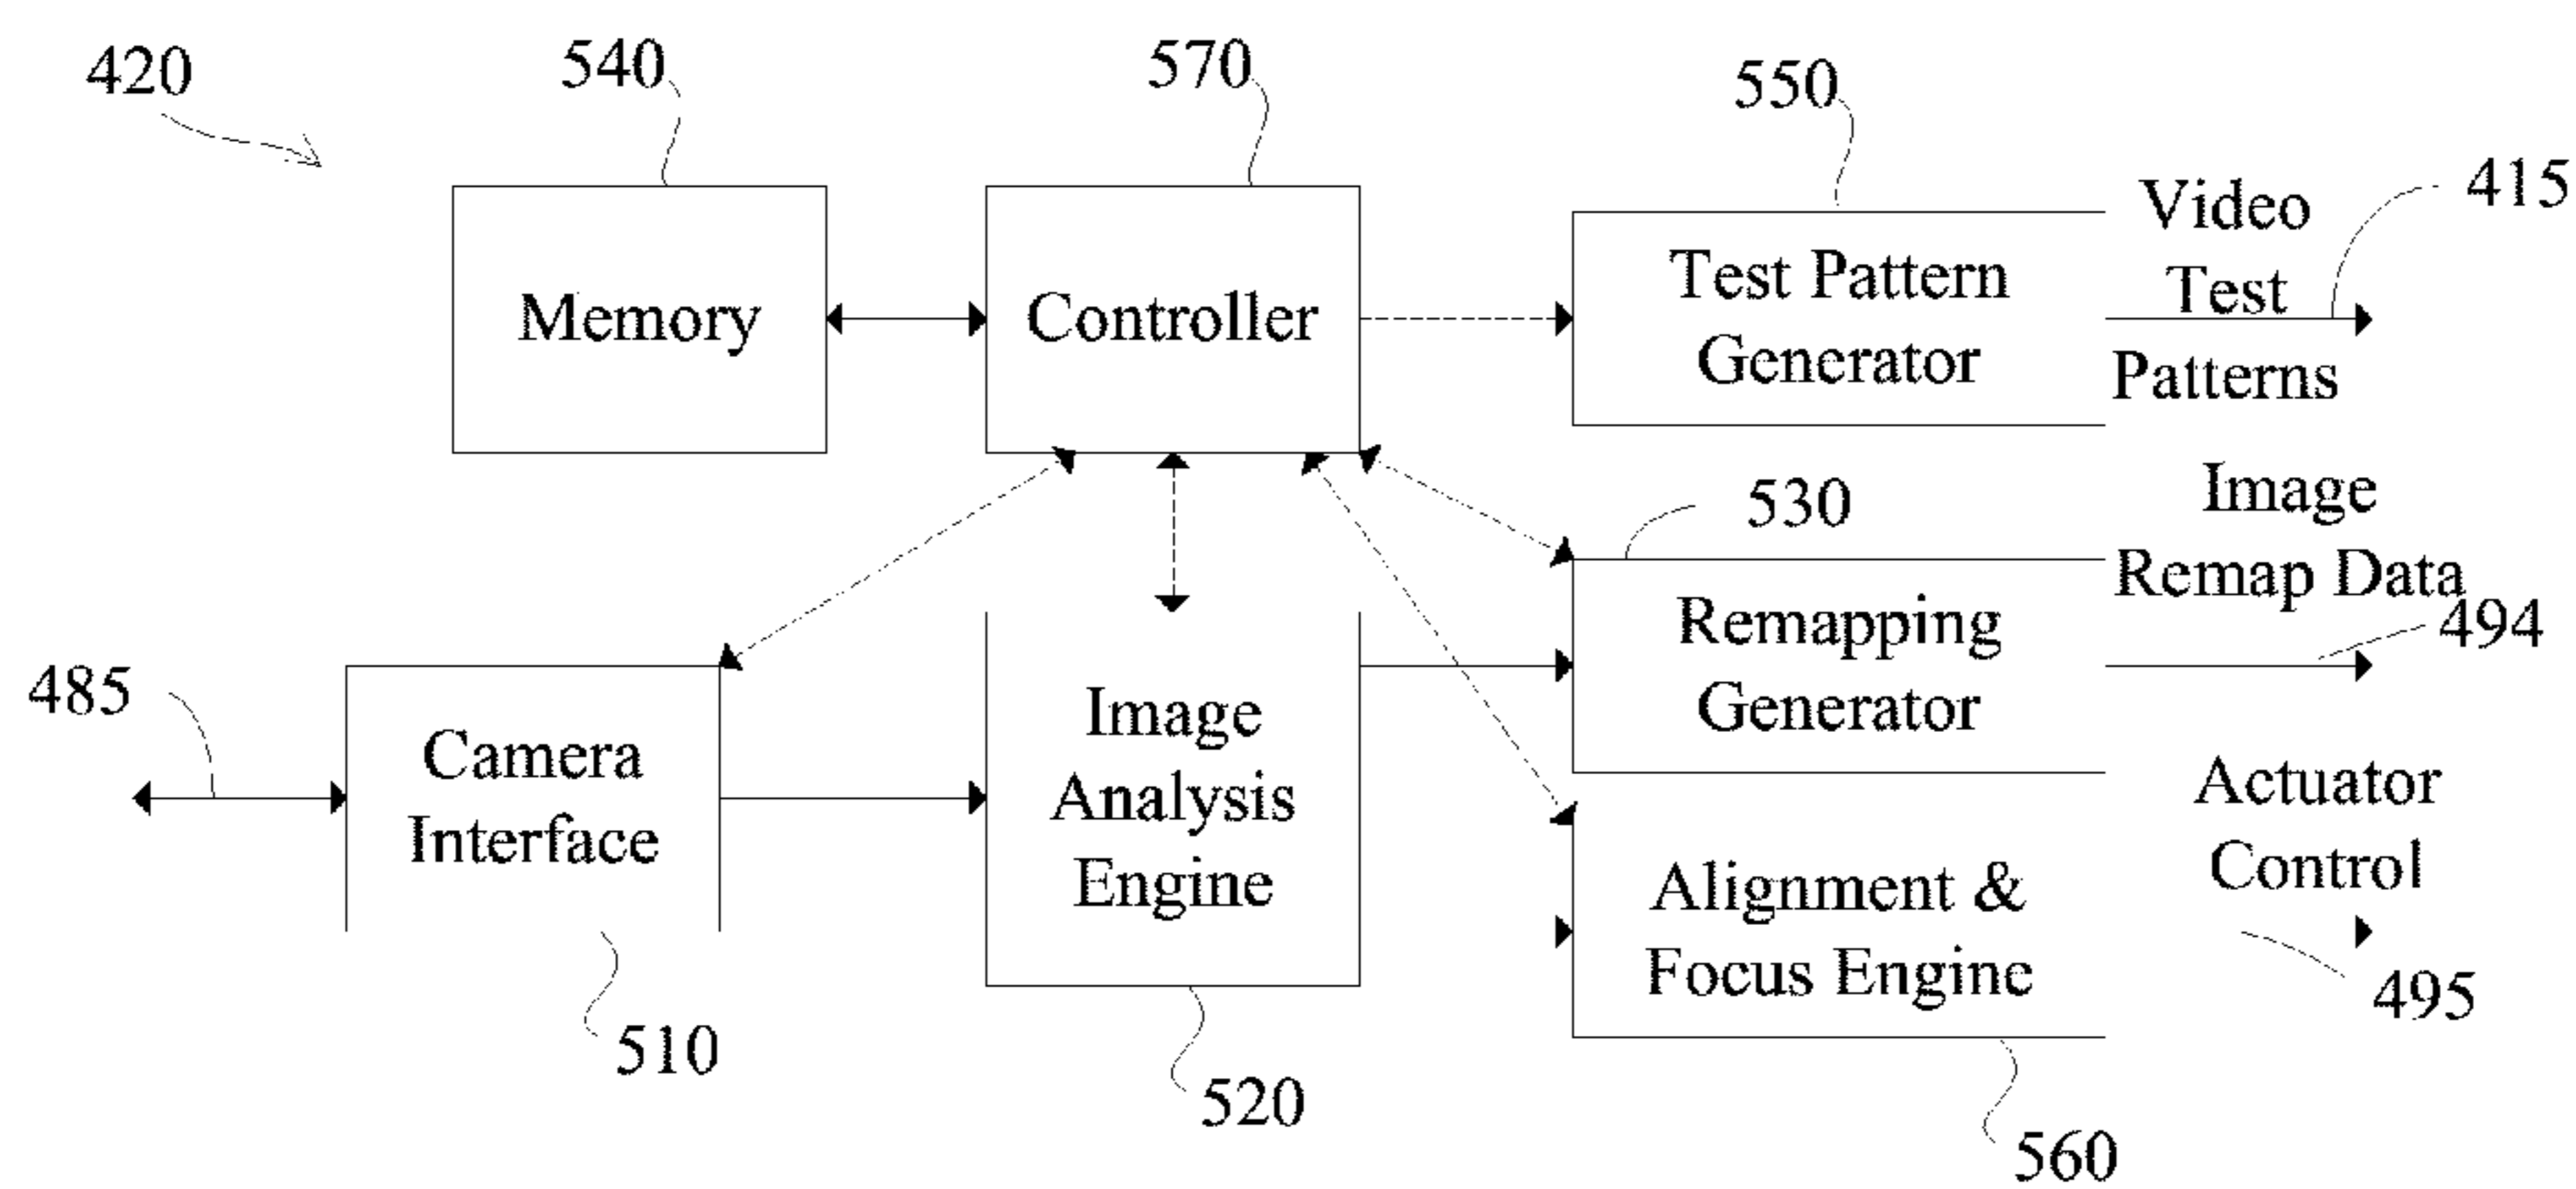 420
540
570
550
415
Video
Test
Patterns
Memory
Controller
Test Pattern
Generator
530
Image
Remap Data
494
Remapping
Generator
485
Camera
Interface
Image
Analysis
Engine
Actuator
Control
495
Alignment &
Focus Engine
510
520
560